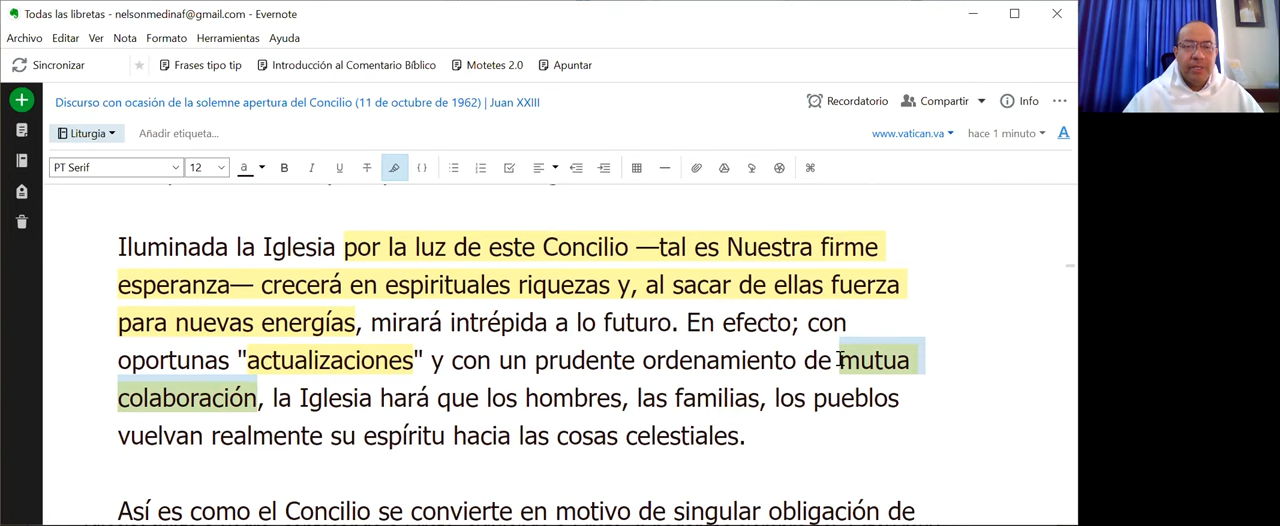 Todas las libretas - nelsonmedinaf@gmail.com - Evernote
Archivo Editar Ver Nota Formato Herramientas Ayuda
Sincronizar Frases tipo tip Introducción al Comentario Bíblico Motetes 2.0 Apuntar
Discurso con ocasión de la solemne apertura del Concilio (11 de octubre de 1962) | Juan XXIII Recordatorio Compartir Info
Liturgia Añadir etiqueta... www.vatican.va hace 1 minuto A
PT Serif 12 a B I U T { }
Iluminada la Iglesia por la luz de este Concilio —tal es Nuestra firme
esperanza— crecerá en espirituales riquezas y, al sacar de ellas fuerza
para nuevas energías, mirará intrépida a lo futuro. En efecto; con
oportunas "actualizaciones" y con un prudente ordenamiento de mutua
colaboración, la Iglesia hará que los hombres, las familias, los pueblos
vuelvan realmente su espíritu hacia las cosas celestiales.
Así es como el Concilio se convierte en motivo de singular obligación de